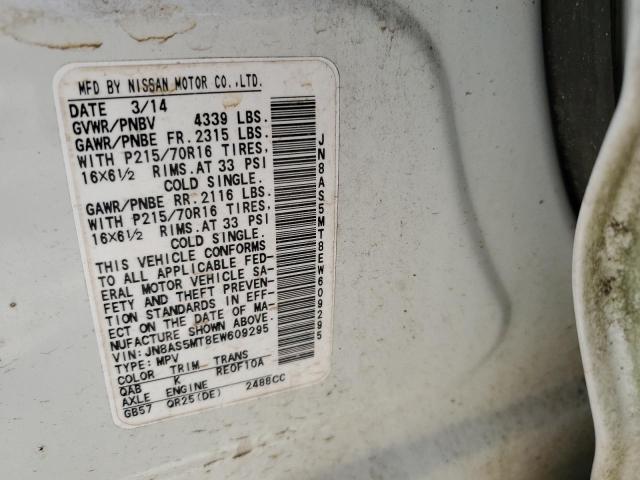 MFD BY NISSAN MOTOR CO.,LTD.
DATE 3/14
GVWR/PNBV 4339 LBS.
GAWR/PNBE FR. 2315 LBS.
WITH P215/70R16 TIRES,
16X6½ RIMS.AT 33 PSI
COLD SINGLE.
GAWR/PNBE RR. 2116 LBS.
WITH P215/70R16 TIRES,
16X6½ RIMS.AT 33 PSI
COLD SINGLE.
THIS VEHICLE CONFORMS
TO ALL APPLICABLE FED-
ERAL MOTOR VEHICLE SA-
FETY AND THEFT PREVEN-
TION STANDARDS IN EFF-
ECT ON THE DATE OF MA-
NUFACTURE SHOWN ABOVE.
VIN: JN8AS5MT8EW609295
TYPE: MPV
COLOR TRIM TRANS
QAB K RE0F10A
AXLE ENGINE
GB57 QR25(DE) 2488CC
JN8AS5MT8EW609295